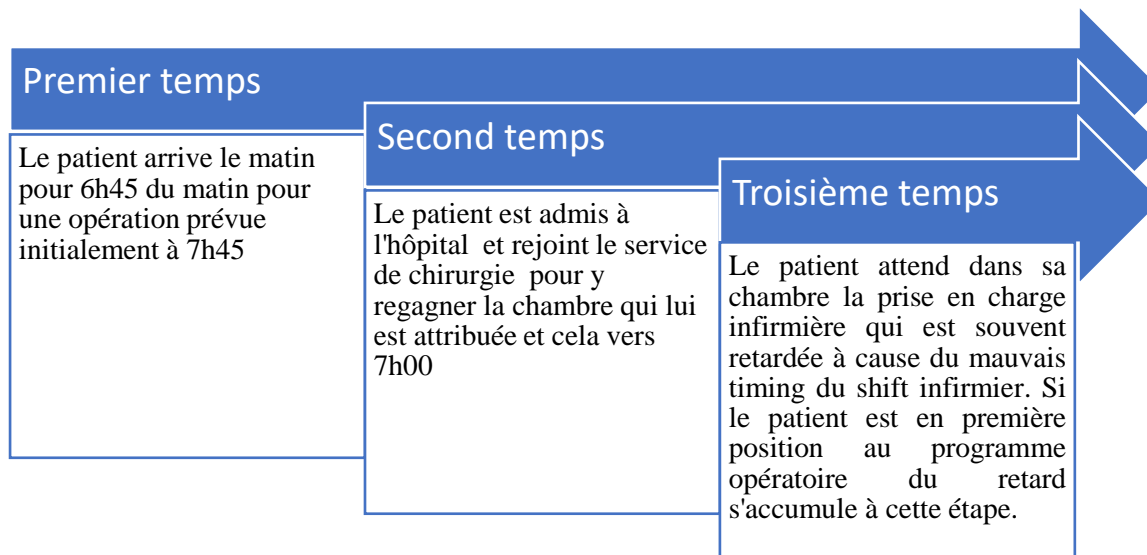 Premier temps
Le patient arrive le matin
pour 6h45 du matin pour
une opération prévue
initialement à 7h45
Second temps
Le patient est admis à
l'hôpital et rejoint le service
de chirurgie pour y
regagner la chambre qui lui
est attribuée et cela vers
7h00
Troisième temps
Le patient attend dans sa
chambre la prise en charge
infirmière qui est souvent
retardée à cause du mauvais
timing du shift infirmier. Si
le patient est en première
position au programme
opératoire du retard
s'accumule à cette étape.